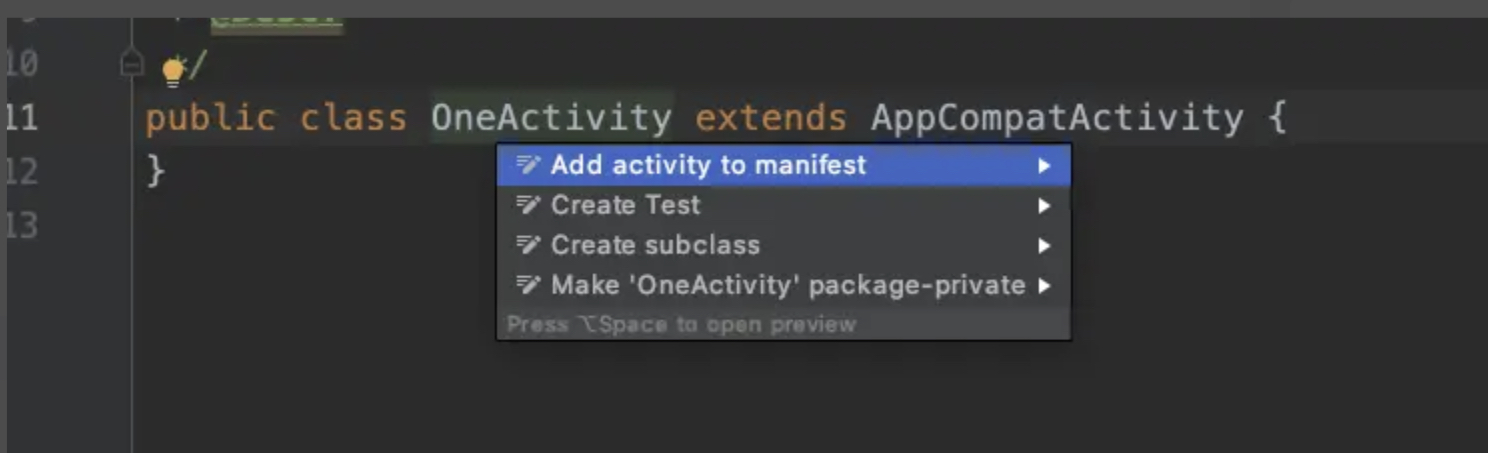 10 */
11 public class OneActivity extends AppCompatActivity {
Add activity to manifest
12 }
Create Test
13
Create subclass
Make 'OneActivity' package-private
Press ⌥Space to open preview